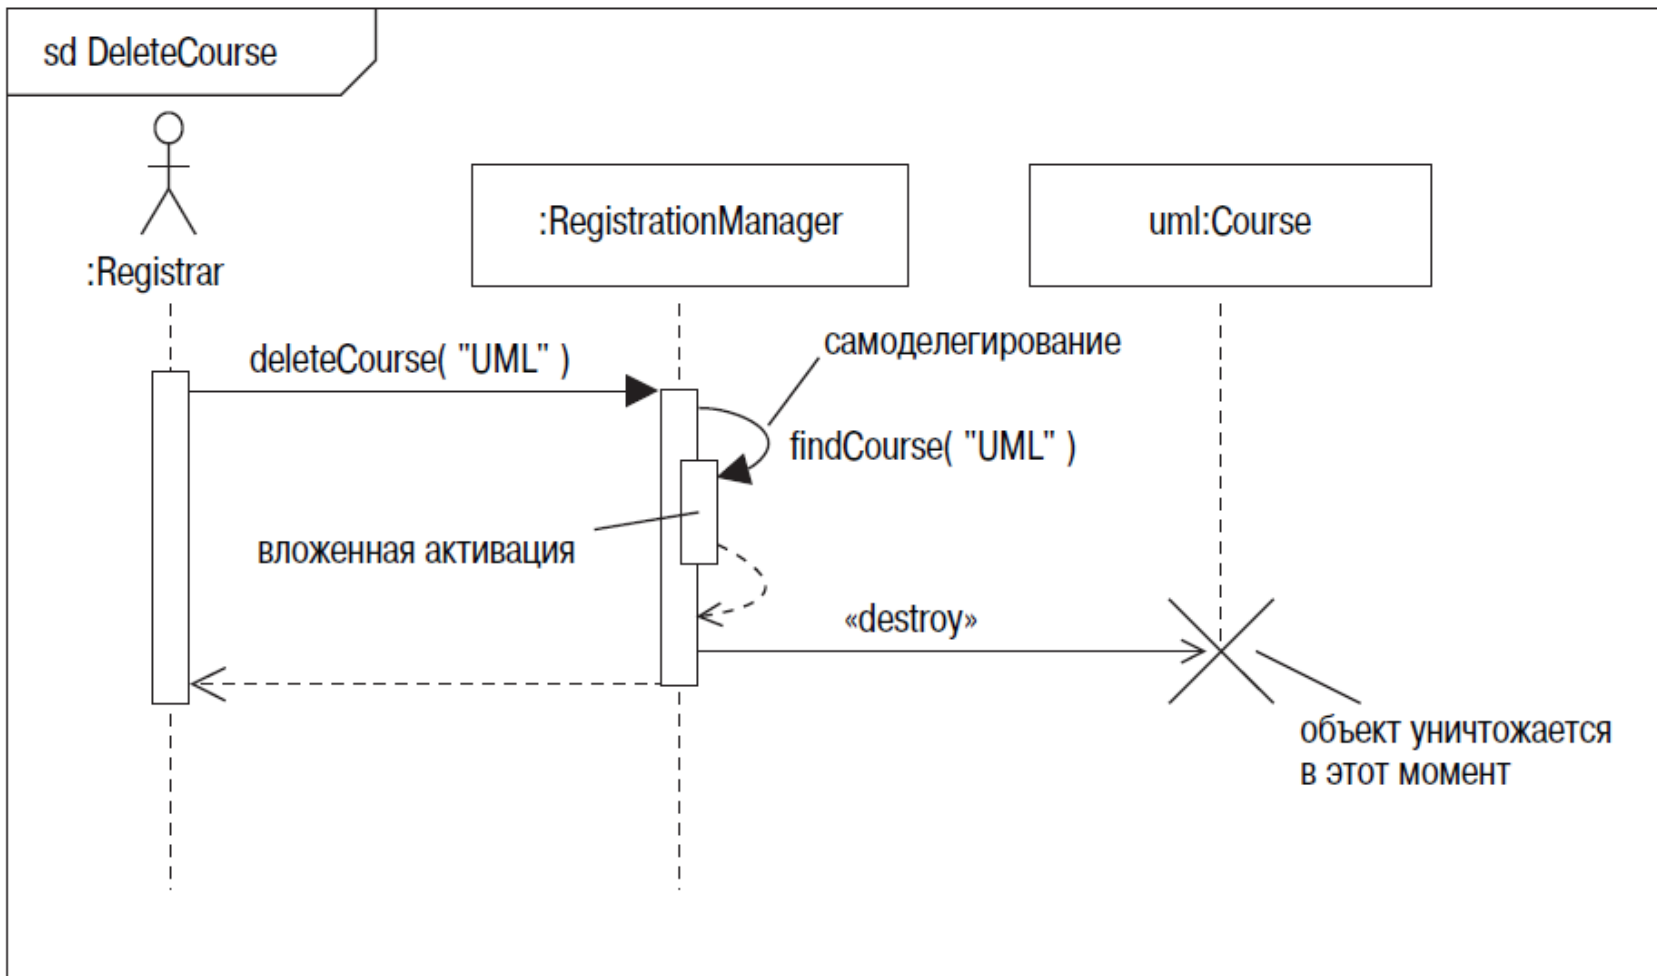 sd DeleteCourse
:Registrar
:RegistrationManager
uml:Course
deleteCourse( "UML" )
самоделегирование
findCourse( "UML" )
вложенная активация
«destroy»
объект уничтожается
в этот момент